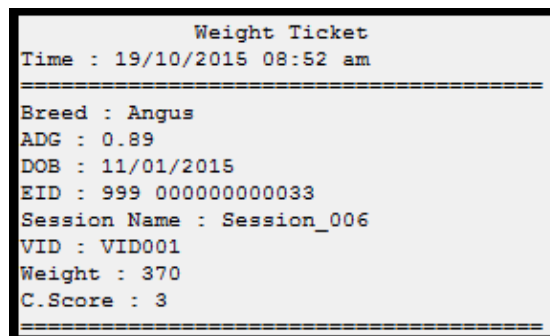 Weight Ticket
Time : 19/10/2015 08:52 am
=======================================
Breed : Angus
ADG : 0.89
DOB : 11/01/2015
EID : 999 000000000033
Session Name : Session_006
VID : VID001
Weight : 370
C.Score : 3
=======================================